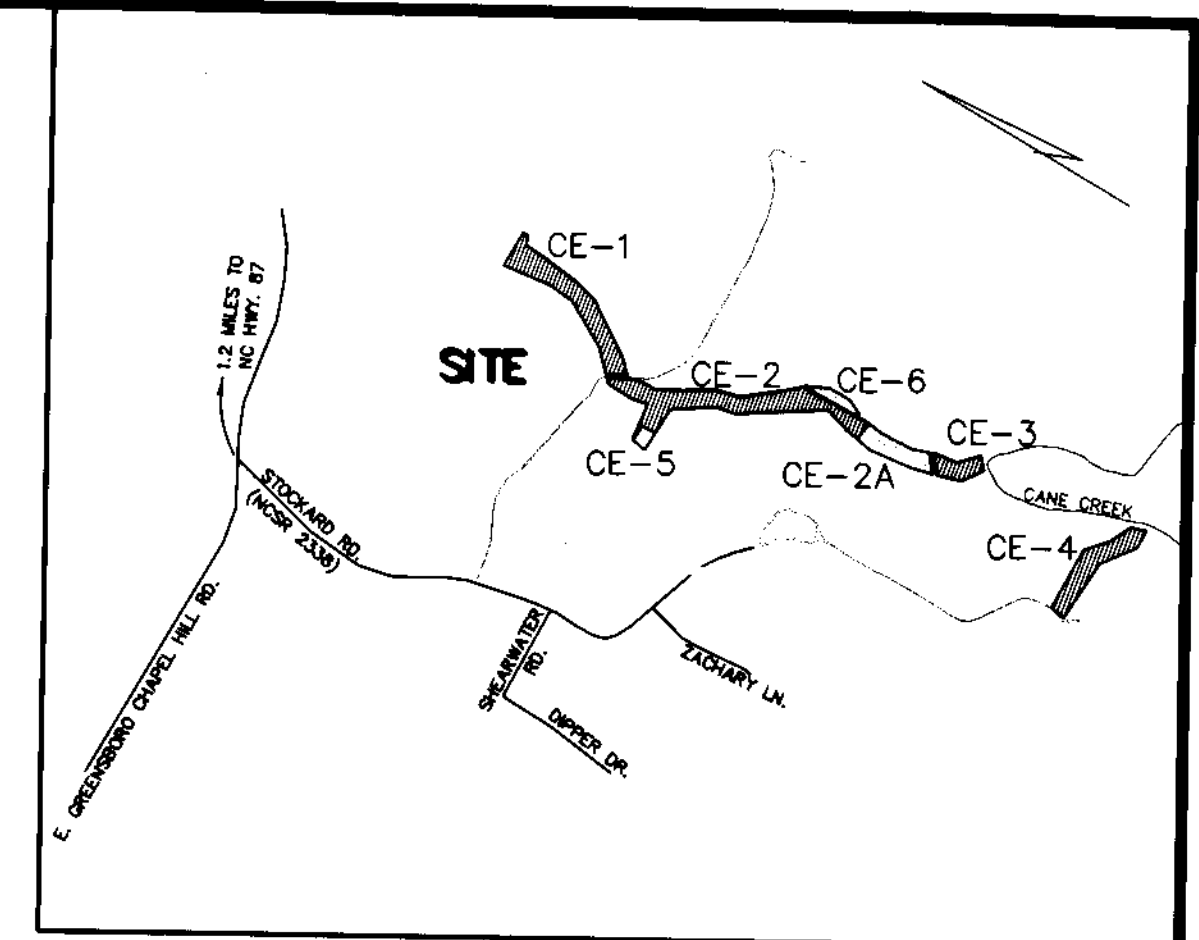 CE-1
1.2 MILES TO
NC HWY. 87
SITE
CE-2
CE-6
CE-3
CE-5
CE-2A
CANE CREEK
STOCKARD RD.
(NCSR 2338)
CE-4
E. GREENSBORO CHAPEL HILL RD.
SHEARWATER
RD.
ZACHARY LN.
DIPPER DR.